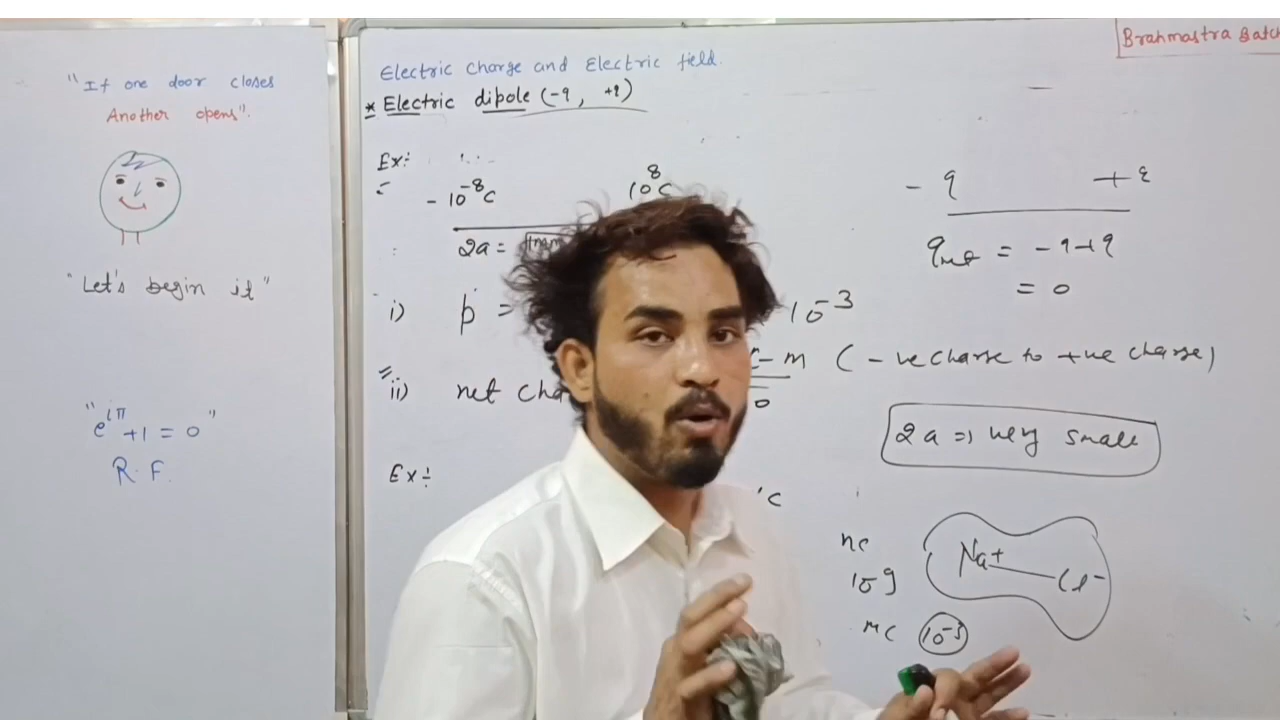 "If one door closes
Another opens".
"Let's begin it"
"e^iπ +1 = 0"
R. F.
Brahmastra Batch
Electric Charge and Electric field.
* Electric dipole (-q, +q)
Ex:
- 10^-8 C
10^8 C
2a =
i) p =
10^-3
C-m (-ve charge to +ve charge)
ii) net cha
0
Ex÷
C
- q +q
q_net = -q+q
= 0
2a => very small
nc
10^-9
mc 10^-3
Na+ Cl-